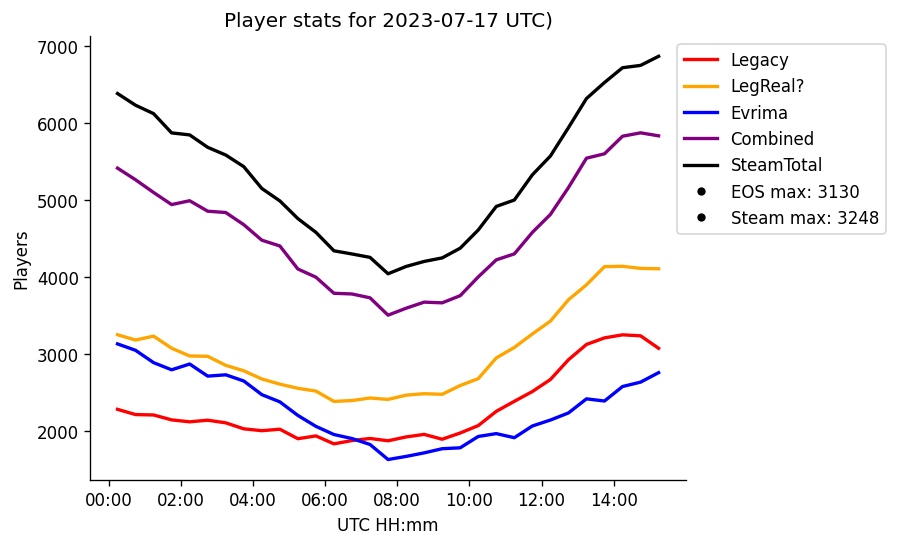 Player stats for 2023-07-17 UTC)
7000
6000
5000
4000
3000
2000
Players
00:00 02:00 04:00 06:00 08:00 10:00 12:00 14:00
UTC HH:mm
Legacy
LegReal?
Evrima
Combined
SteamTotal
EOS max: 3130
Steam max: 3248